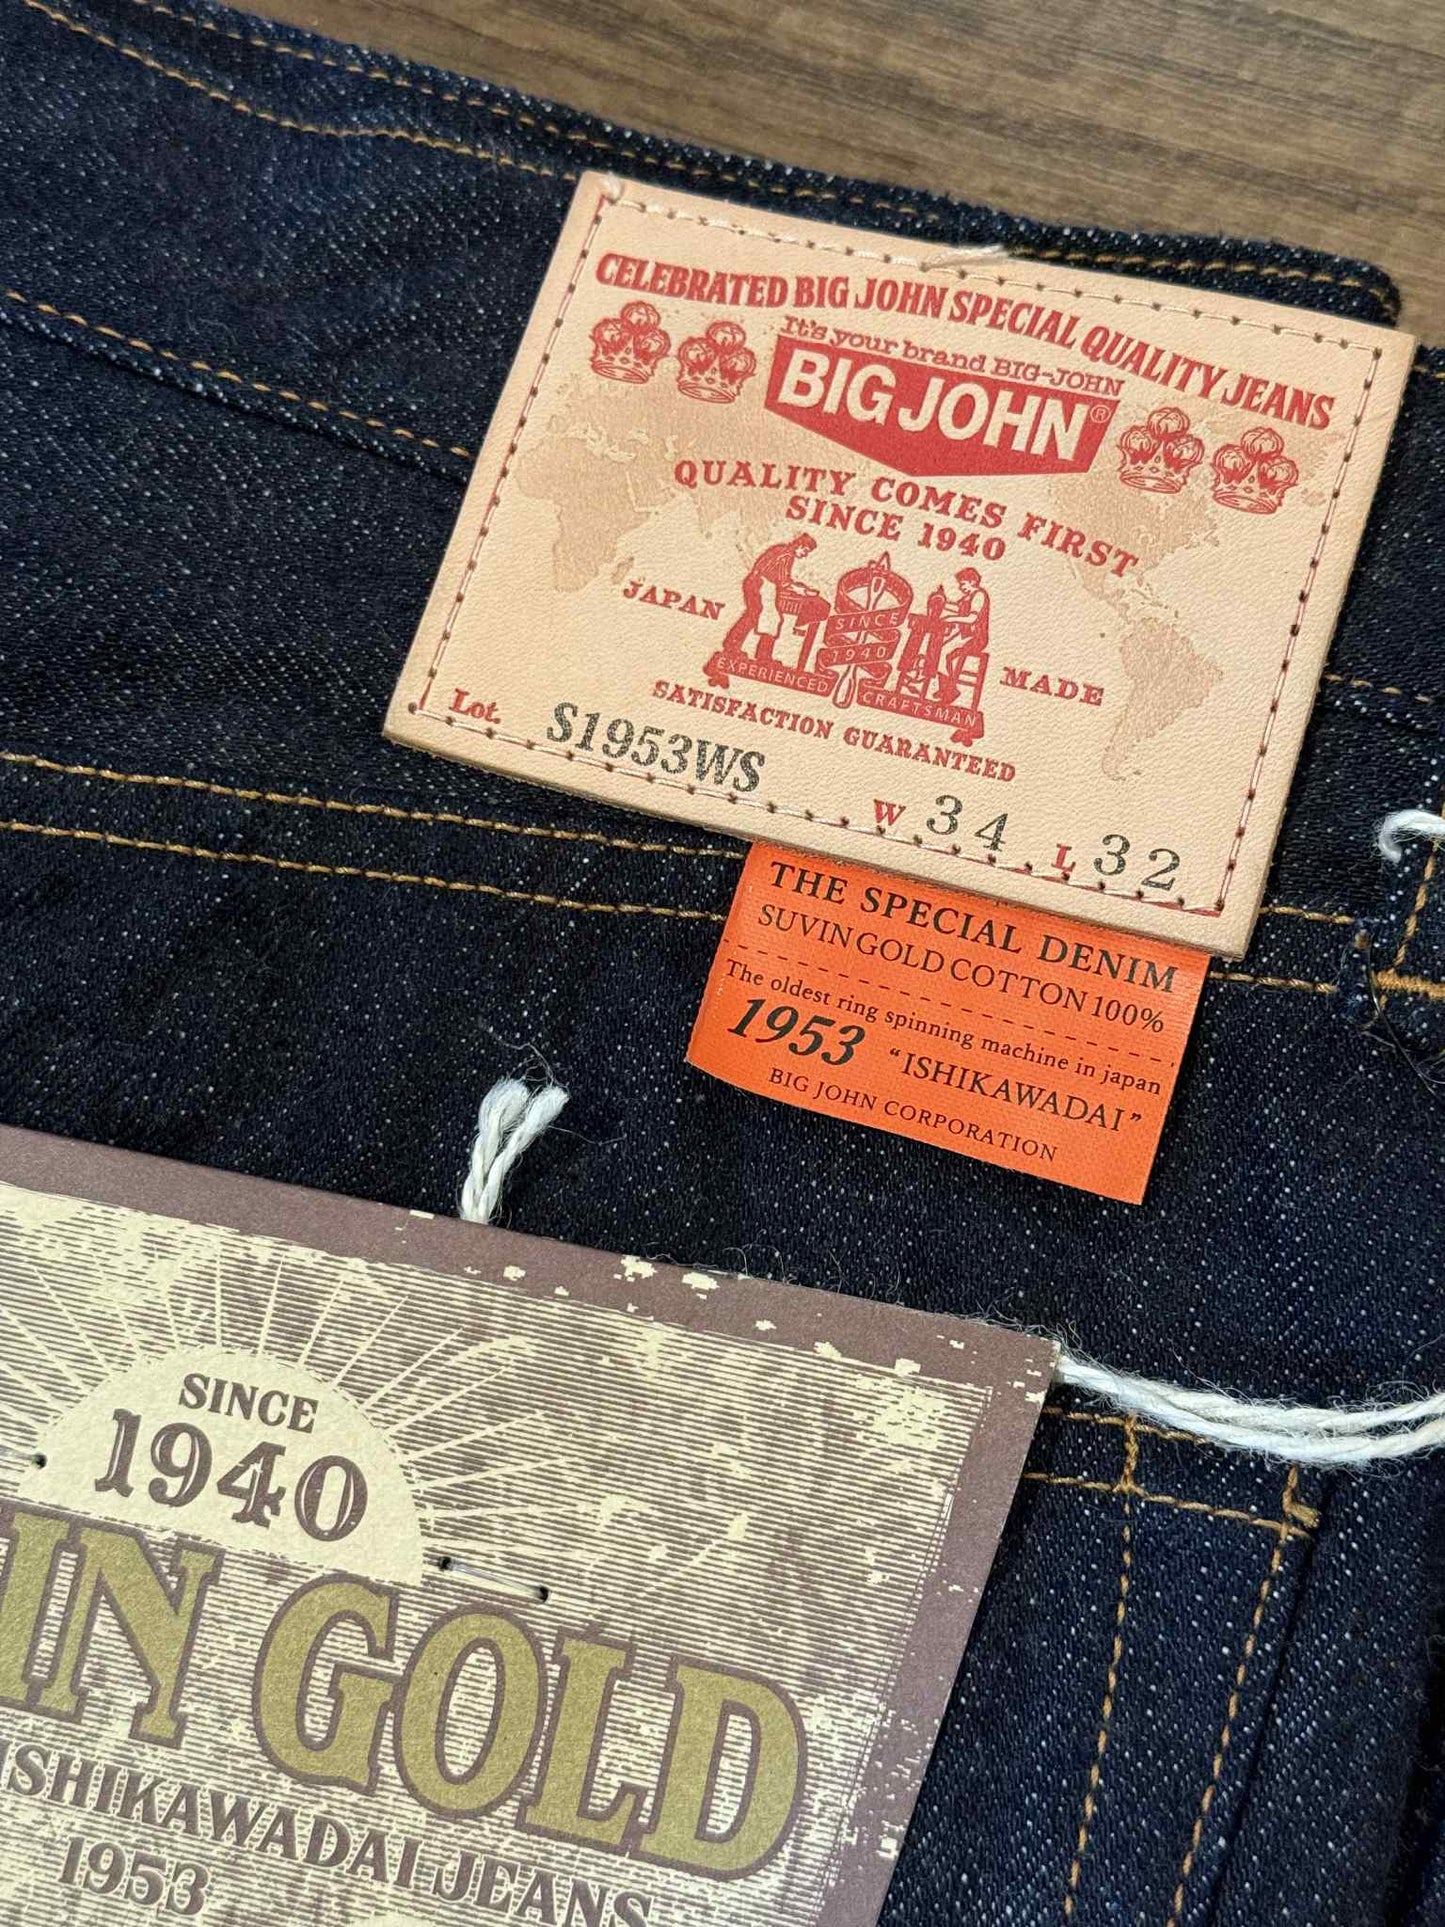 CELEBRATED BIG JOHN SPECIAL QUALITY JEANS
It's your brand BIG-JOHN
BIG JOHN®
QUALITY COMES FIRST
SINCE 1940
JAPAN MADE
SINCE
1940
EXPERIENCED CRAFTSMAN
SATISFACTION GUARANTEED
Lot. S1953WS
W 34 L 32
THE SPECIAL DENIM
SUVIN GOLD COTTON 100%
The oldest ring spinning machine in japan
1953 "ISHIKAWADAI"
BIG JOHN CORPORATION
SINCE
1940
IN GOLD
SHIKAWADAI JEANS
1953